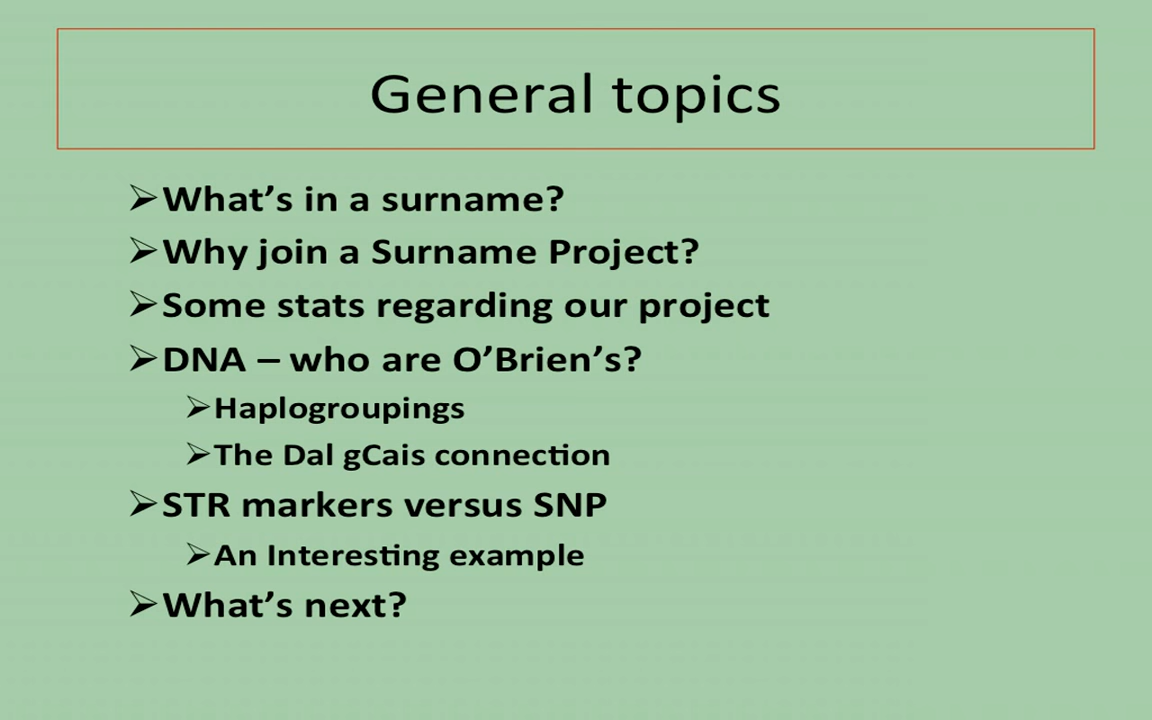 General topics
What’s in a surname?
Why join a Surname Project?
Some stats regarding our project
DNA – who are O’Brien’s?
Haplogroupings
The Dal gCais connection
STR markers versus SNP
An Interesting example
What’s next?